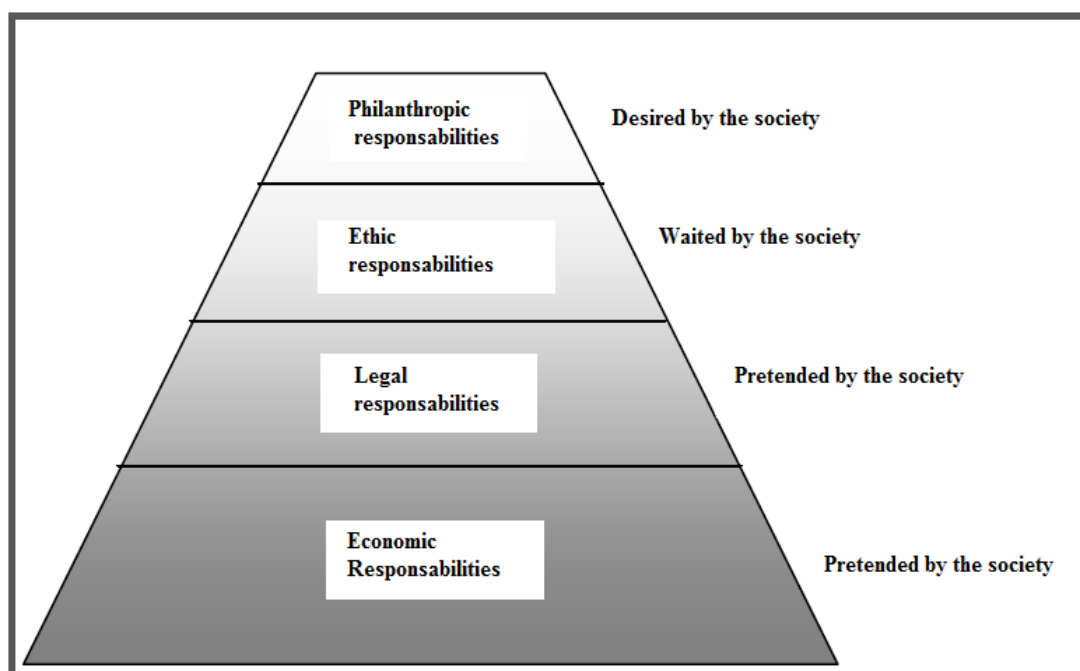 Philanthropic
responsabilities
Desired by the society
Ethic
responsabilities
Waited by the society
Legal
responsabilities
Pretended by the society
Economic
Responsabilities
Pretended by the society